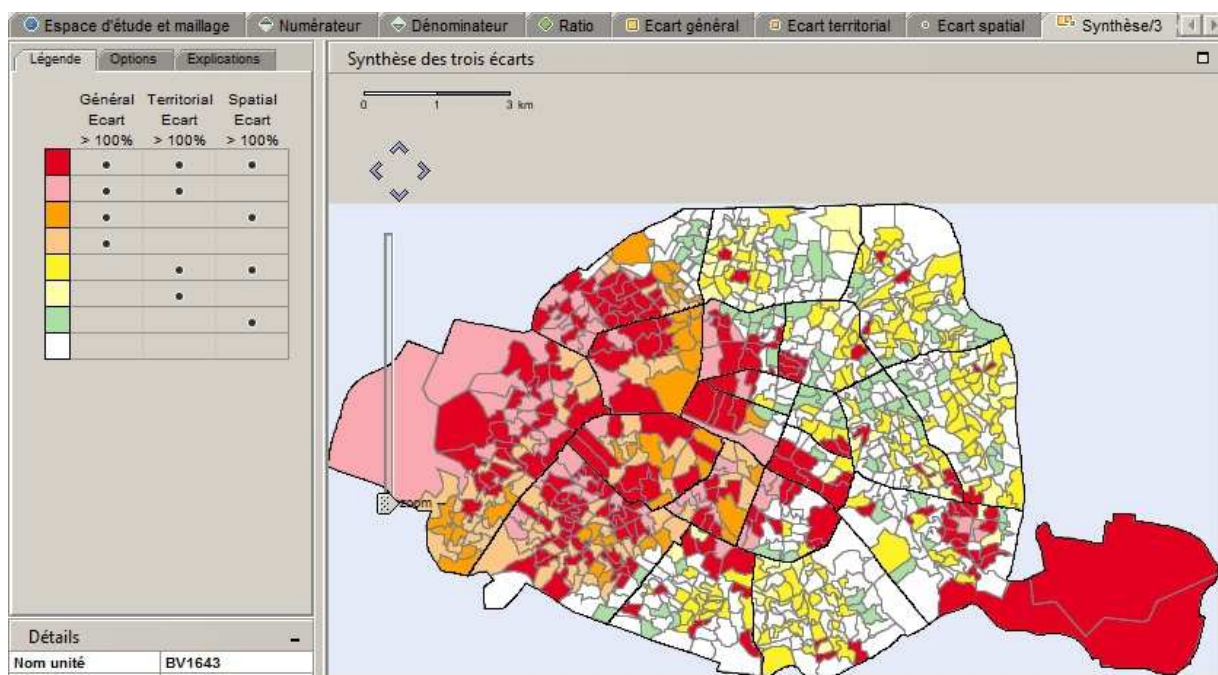 Espace d'étude et maillage Numérateur Dénominateur Ratio Ecart général Ecart territorial Ecart spatial Synthèse/3
Légende Options Explications
Synthèse des trois écarts
0 1 3 km
Général Territorial Spatial
Ecart Ecart Ecart
> 100% > 100% > 100%
zoom
Détails
Nom unité BV1643